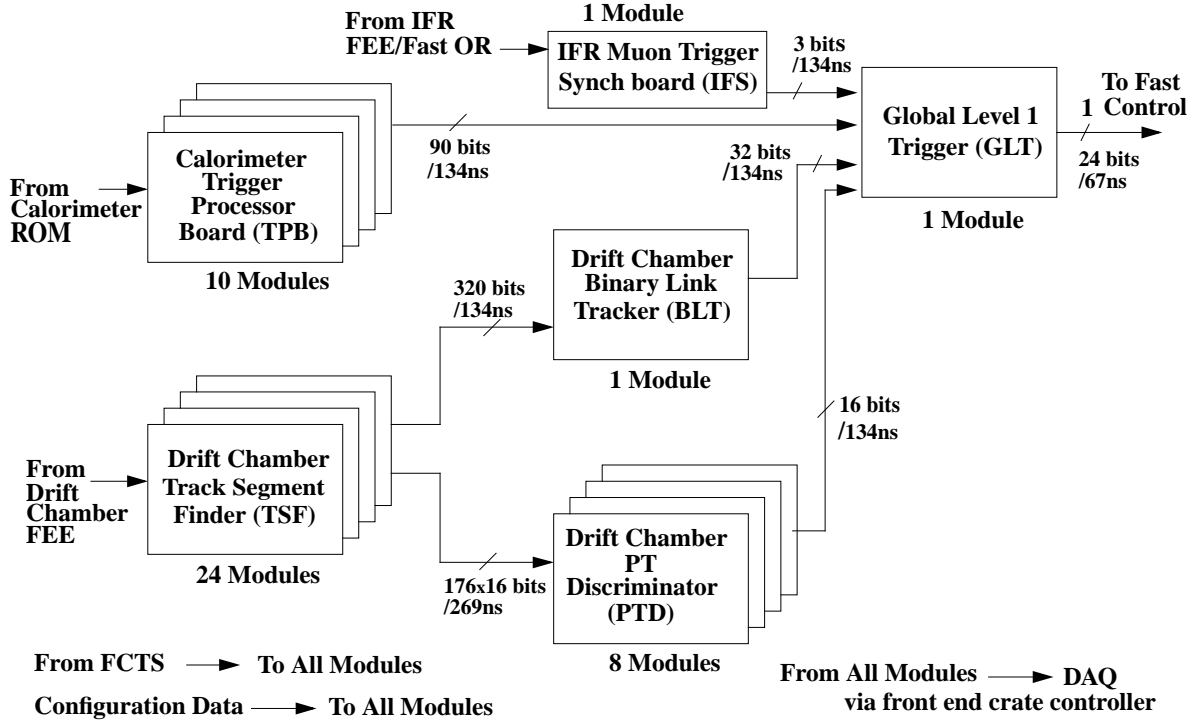 1 Module
From IFR
FEE/Fast OR
IFR Muon Trigger
Synch board (IFS)
3 bits
/134ns
To Fast
Control
1
24 bits
/67ns
Global Level 1
Trigger (GLT)
1 Module
90 bits
/134ns
32 bits
/134ns
From
Calorimeter
ROM
Calorimeter
Trigger
Processor
Board (TPB)
10 Modules
320 bits
/134ns
Drift Chamber
Binary Link
Tracker (BLT)
1 Module
16 bits
/134ns
From
Drift
Chamber
FEE
Drift Chamber
Track Segment
Finder (TSF)
24 Modules
176x16 bits
/269ns
Drift Chamber
PT
Discriminator
(PTD)
8 Modules
From FCTS To All Modules
Configuration Data To All Modules
From All Modules DAQ
via front end crate controller